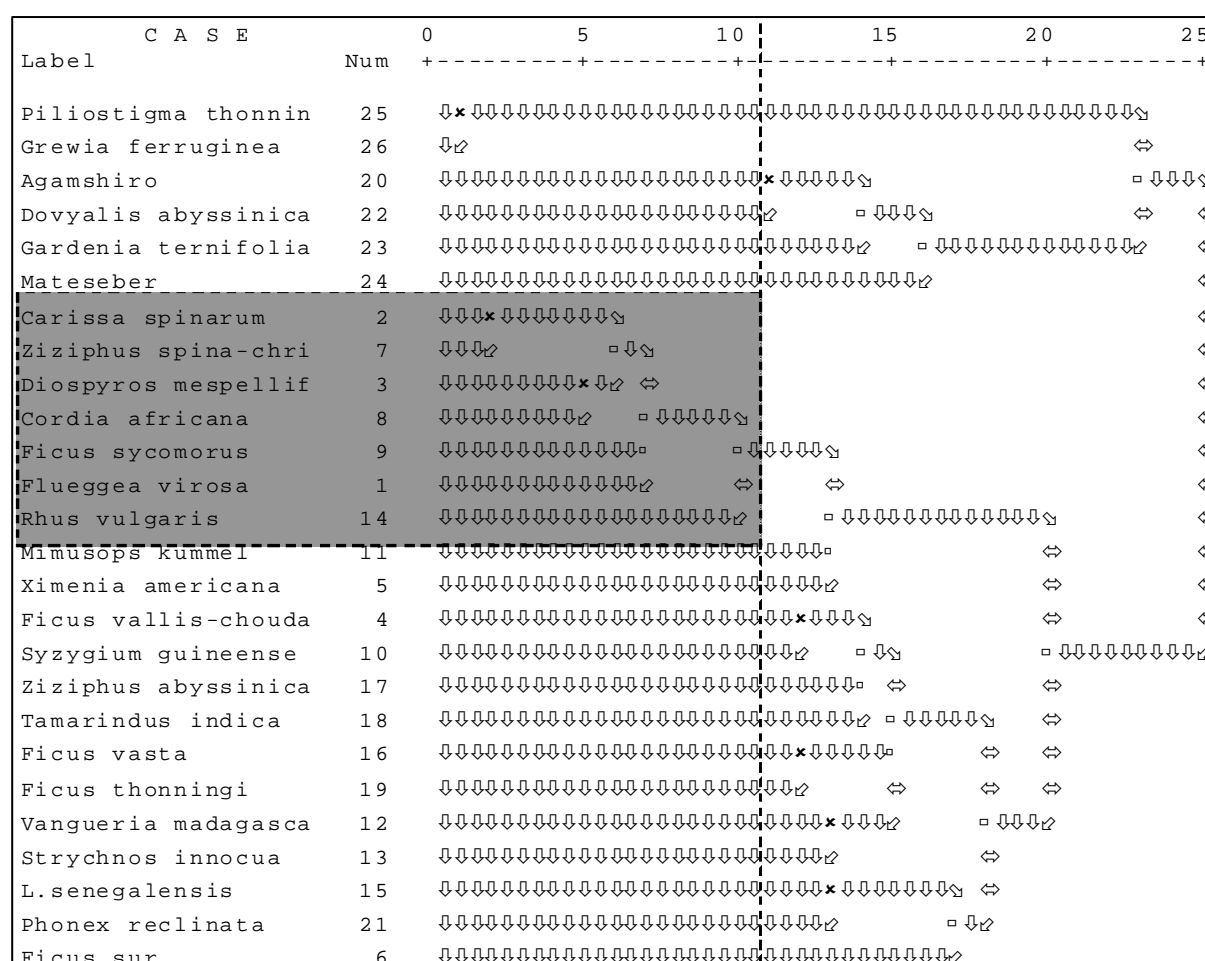 C A S E 0 5 10 15 20 25
Label Num +---------+---------+---------+---------+---------+
Piliostigma thonnin 25
Grewia ferruginea 26
Agamshiro 20
Dovyalis abyssinica 22
Gardenia ternifolia 23
Mateseber 24
Carissa spinarum 2
Ziziphus spina-chri 7
Diospyros mespellif 3
Cordia africana 8
Ficus sycomorus 9
Flueggea virosa 1
Rhus vulgaris 14
Mimusops kummel 11
Ximenia americana 5
Ficus vallis-chouda 4
Syzygium guineense 10
Ziziphus abyssinica 17
Tamarindus indica 18
Ficus vasta 16
Ficus thonningi 19
Vangueria madagasca 12
Strychnos innocua 13
L.senegalensis 15
Phonex reclinata 21
Ficus sur 6